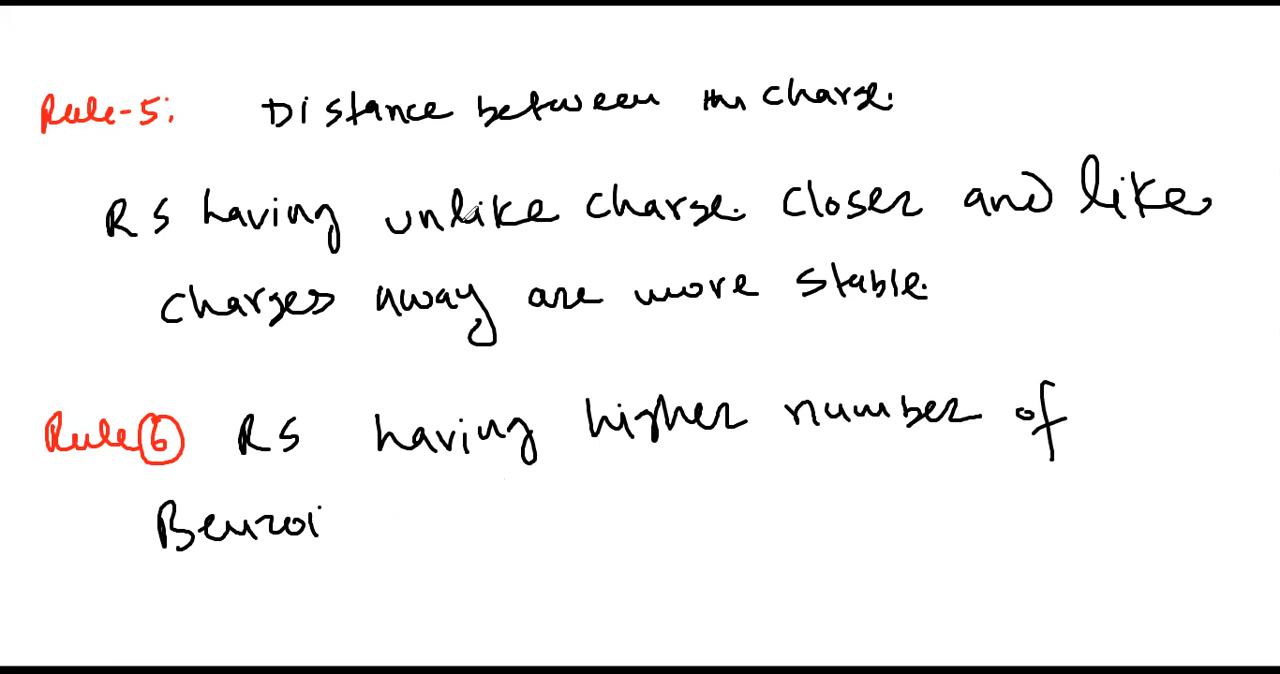 Rule-5: Distance between the charge.
RS having unlike charge closer and like
charges away are more stable.
Rule 6 RS having higher number of
Benzoi